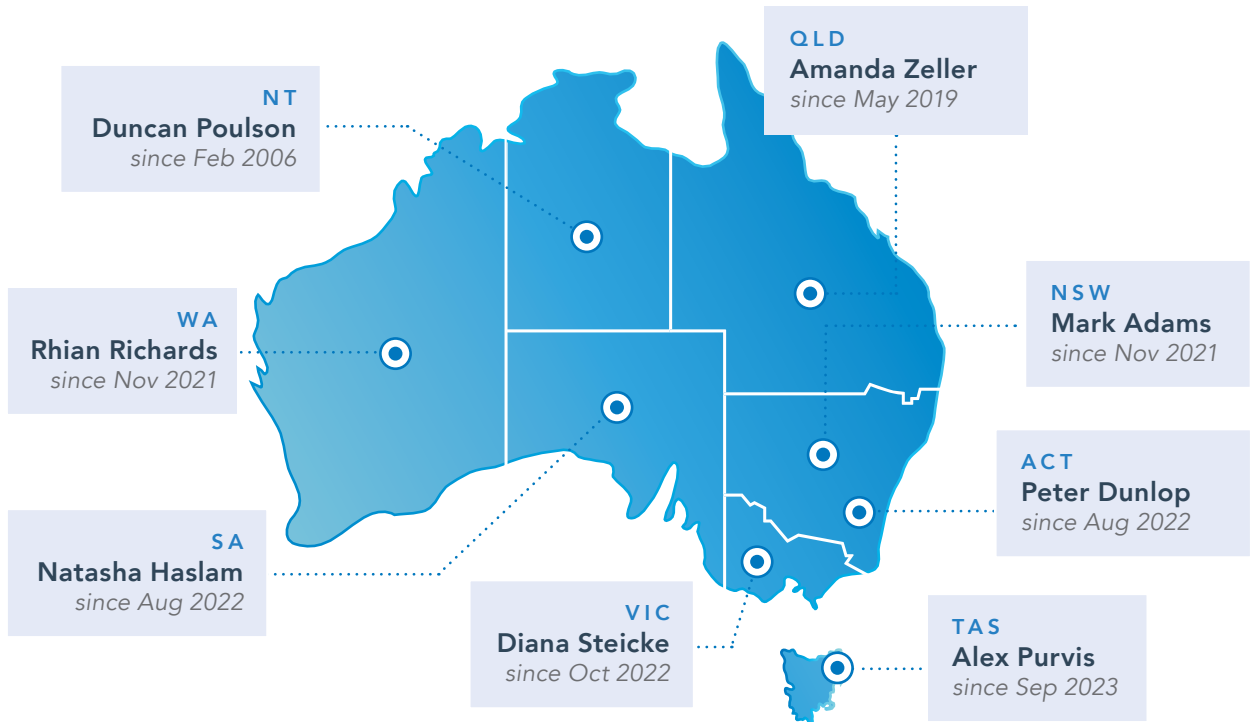 QLD
Amanda Zeller
since May 2019
NT
Duncan Poulson
since Feb 2006
NSW
Mark Adams
since Nov 2021
WA
Rhian Richards
since Nov 2021
ACT
Peter Dunlop
since Aug 2022
SA
Natasha Haslam
since Aug 2022
VIC
Diana Steicke
since Oct 2022
TAS
Alex Purvis
since Sep 2023